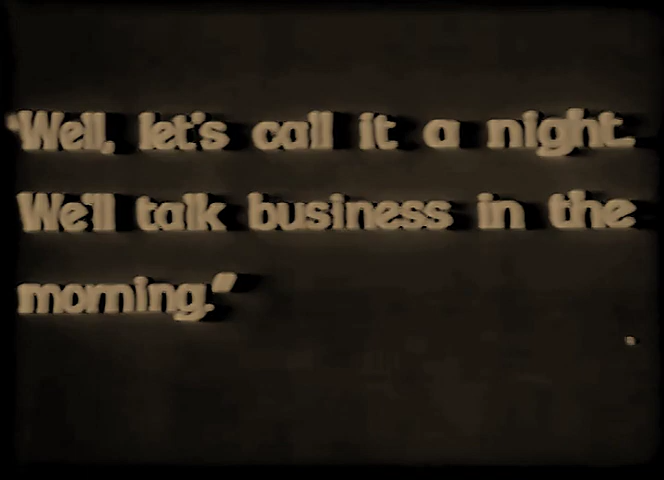 "Well, let's call it a night.
We'll talk business in the
morning."